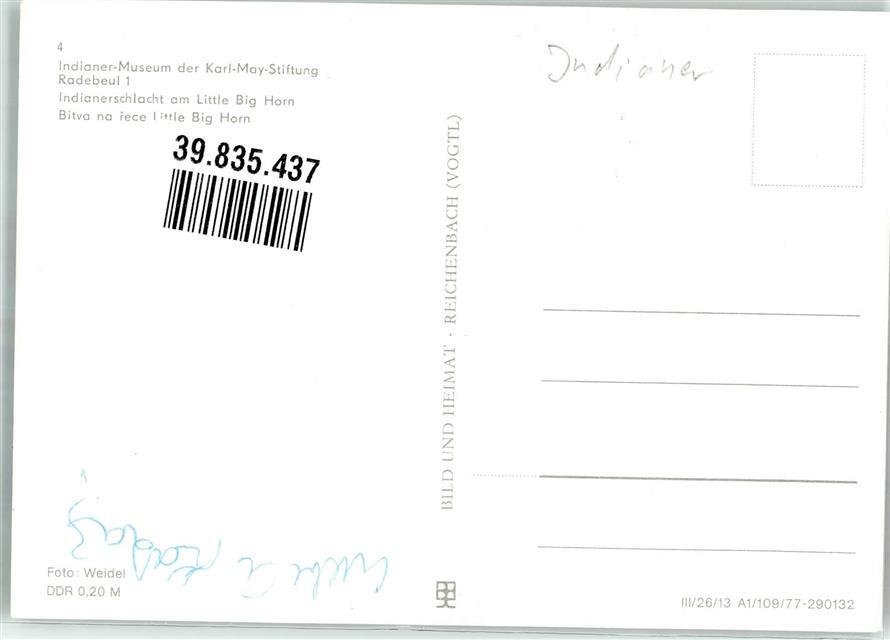 4
Indianer-Museum der Karl-May-Stiftung
Radebeul 1
Indianerschlacht am Little Big Horn
Bitva na řece Little Big Horn
39.835.437
Indianer
BILD UND HEIMAT · REICHENBACH (VOGTL)
Foto: Weidel
DDR 0,20 M
III/26/13 A1/109/77-290132